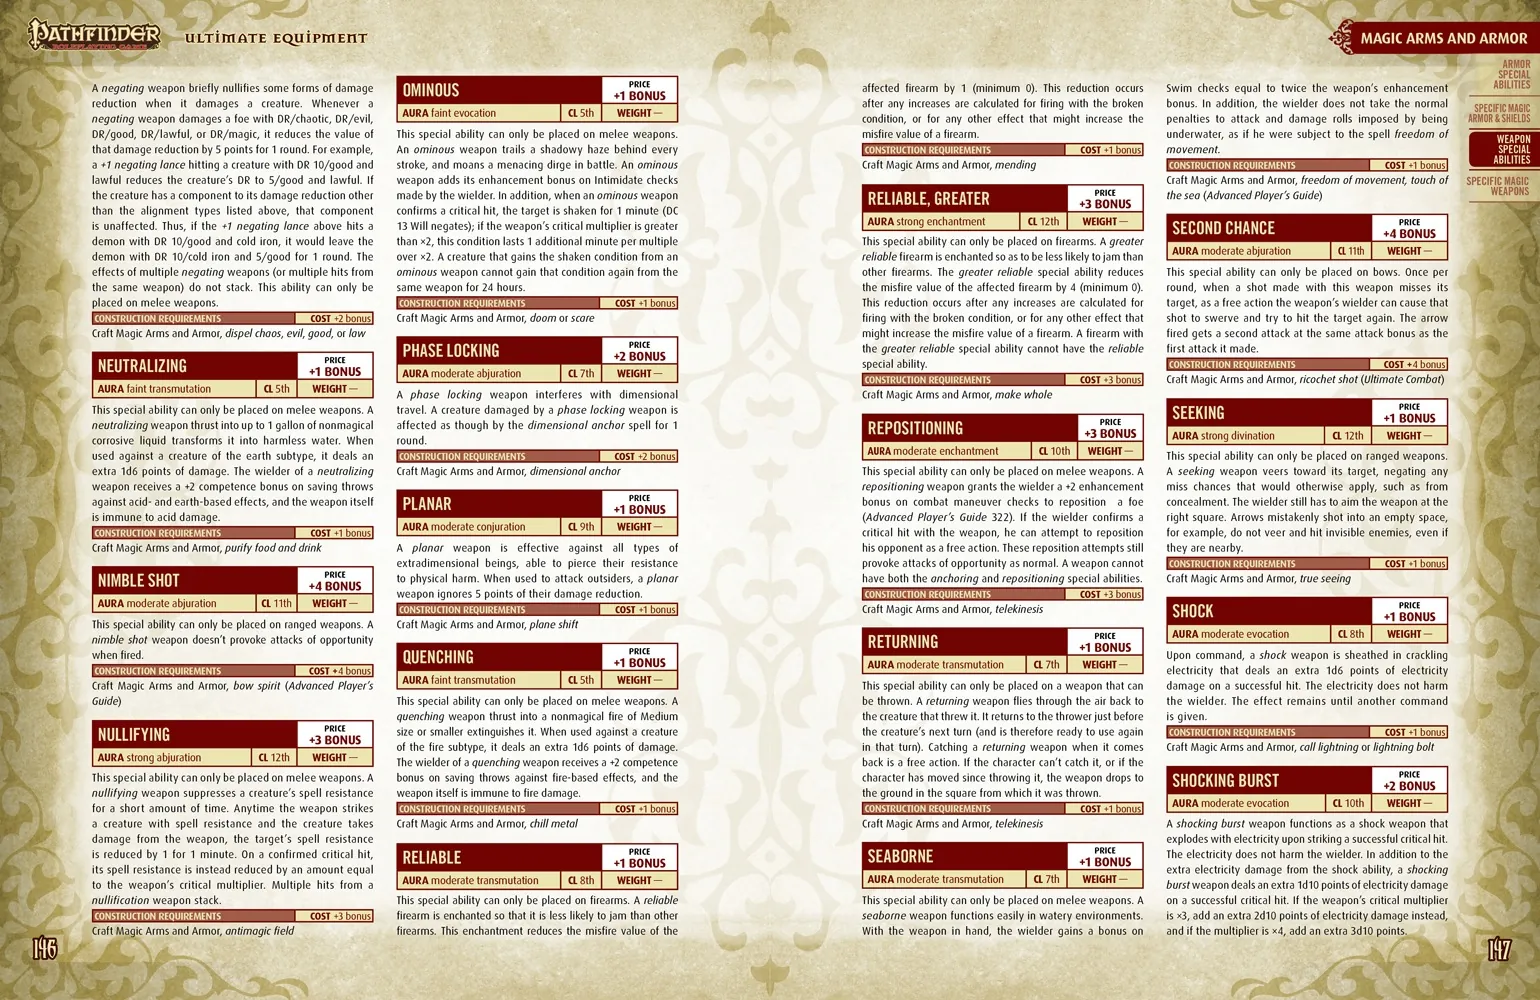 PATHFINDER
ROLEPLAYING GAME
ULTIMATE EQUIPMENT
A negating weapon briefly nullifies some forms of damage
reduction when it damages a creature. Whenever a
negating weapon damages a foe with DR/chaotic, DR/evil,
DR/good, DR/lawful, or DR/magic, it reduces the value of
that damage reduction by 5 points for 1 round. For example,
a +1 negating lance hitting a creature with DR 10/good and
lawful reduces the creature's DR to 5/good and lawful. If
the creature has a component to its damage reduction other
than the alignment types listed above, that component
is unaffected. Thus, if the +1 negating lance above hits a
demon with DR 10/good and cold iron, it would leave the
demon with DR 10/cold iron and 5/good for 1 round. The
effects of multiple negating weapons (or multiple hits from
the same weapon) do not stack. This ability can only be
placed on melee weapons.
CONSTRUCTION REQUIREMENTS COST +2 bonus
Craft Magic Arms and Armor, dispel chaos, evil, good, or law
NEUTRALIZING PRICE
+1 BONUS
AURA faint transmutation CL 5th WEIGHT —
This special ability can only be placed on melee weapons. A
neutralizing weapon thrust into up to 1 gallon of nonmagical
corrosive liquid transforms it into harmless water. When
used against a creature of the earth subtype, it deals an
extra 1d6 points of damage. The wielder of a neutralizing
weapon receives a +2 competence bonus on saving throws
against acid- and earth-based effects, and the weapon itself
is immune to acid damage.
CONSTRUCTION REQUIREMENTS COST +1 bonus
Craft Magic Arms and Armor, purify food and drink
NIMBLE SHOT PRICE
+4 BONUS
AURA moderate abjuration CL 11th WEIGHT —
This special ability can only be placed on ranged weapons. A
nimble shot weapon doesn't provoke attacks of opportunity
when fired.
CONSTRUCTION REQUIREMENTS COST +4 bonus
Craft Magic Arms and Armor, bow spirit (Advanced Player's
Guide)
NULLIFYING PRICE
+3 BONUS
AURA strong abjuration CL 12th WEIGHT —
This special ability can only be placed on melee weapons. A
nullifying weapon suppresses a creature's spell resistance
for a short amount of time. Anytime the weapon strikes
a creature with spell resistance and the creature takes
damage from the weapon, the target's spell resistance
is reduced by 1 for 1 minute. On a confirmed critical hit,
its spell resistance is instead reduced by an amount equal
to the weapon's critical multiplier. Multiple hits from a
nullification weapon stack.
CONSTRUCTION REQUIREMENTS COST +3 bonus
Craft Magic Arms and Armor, antimagic field
146
OMINOUS PRICE
+1 BONUS
AURA faint evocation CL 5th WEIGHT —
This special ability can only be placed on melee weapons.
An ominous weapon trails a shadowy haze behind every
stroke, and moans a menacing dirge in battle. An ominous
weapon adds its enhancement bonus on Intimidate checks
made by the wielder. In addition, when an ominous weapon
confirms a critical hit, the target is shaken for 1 minute (DC
13 Will negates); if the weapon's critical multiplier is greater
than ×2, this condition lasts 1 additional minute per multiple
over ×2. A creature that gains the shaken condition from an
ominous weapon cannot gain that condition again from the
same weapon for 24 hours.
CONSTRUCTION REQUIREMENTS COST +1 bonus
Craft Magic Arms and Armor, doom or scare
PHASE LOCKING PRICE
+2 BONUS
AURA moderate abjuration CL 7th WEIGHT —
A phase locking weapon interferes with dimensional
travel. A creature damaged by a phase locking weapon is
affected as though by the dimensional anchor spell for 1
round.
CONSTRUCTION REQUIREMENTS COST +2 bonus
Craft Magic Arms and Armor, dimensional anchor
PLANAR PRICE
+1 BONUS
AURA moderate conjuration CL 9th WEIGHT —
A planar weapon is effective against all types of
extradimensional beings, able to pierce their resistance
to physical harm. When used to attack outsiders, a planar
weapon ignores 5 points of their damage reduction.
CONSTRUCTION REQUIREMENTS COST +1 bonus
Craft Magic Arms and Armor, plane shift
QUENCHING PRICE
+1 BONUS
AURA faint transmutation CL 5th WEIGHT —
This special ability can only be placed on melee weapons. A
quenching weapon thrust into a nonmagical fire of Medium
size or smaller extinguishes it. When used against a creature
of the fire subtype, it deals an extra 1d6 points of damage.
The wielder of a quenching weapon receives a +2 competence
bonus on saving throws against fire-based effects, and the
weapon itself is immune to fire damage.
CONSTRUCTION REQUIREMENTS COST +1 bonus
Craft Magic Arms and Armor, chill metal
RELIABLE PRICE
+1 BONUS
AURA moderate transmutation CL 8th WEIGHT —
This special ability can only be placed on firearms. A reliable
firearm is enchanted so that it is less likely to jam than other
firearms. This enchantment reduces the misfire value of the
MAGIC ARMS AND ARMOR
affected firearm by 1 (minimum 0). This reduction occurs
after any increases are calculated for firing with the broken
condition, or for any other effect that might increase the
misfire value of a firearm.
CONSTRUCTION REQUIREMENTS COST +1 bonus
Craft Magic Arms and Armor, mending
RELIABLE, GREATER PRICE
+3 BONUS
AURA strong enchantment CL 12th WEIGHT —
This special ability can only be placed on firearms. A greater
reliable firearm is enchanted so as to be less likely to jam than
other firearms. The greater reliable special ability reduces
the misfire value of the affected firearm by 4 (minimum 0).
This reduction occurs after any increases are calculated for
firing with the broken condition, or for any other effect that
might increase the misfire value of a firearm. A firearm with
the greater reliable special ability cannot have the reliable
special ability.
CONSTRUCTION REQUIREMENTS COST +3 bonus
Craft Magic Arms and Armor, make whole
REPOSITIONING PRICE
+3 BONUS
AURA moderate enchantment CL 10th WEIGHT —
This special ability can only be placed on melee weapons. A
repositioning weapon grants the wielder a +2 enhancement
bonus on combat maneuver checks to reposition a foe
(Advanced Player's Guide 322). If the wielder confirms a
critical hit with the weapon, he can attempt to reposition
his opponent as a free action. These reposition attempts still
provoke attacks of opportunity as normal. A weapon cannot
have both the anchoring and repositioning special abilities.
CONSTRUCTION REQUIREMENTS COST +3 bonus
Craft Magic Arms and Armor, telekinesis
RETURNING PRICE
+1 BONUS
AURA moderate transmutation CL 7th WEIGHT —
This special ability can only be placed on a weapon that can
be thrown. A returning weapon flies through the air back to
the creature that threw it. It returns to the thrower just before
the creature's next turn (and is therefore ready to use again
in that turn). Catching a returning weapon when it comes
back is a free action. If the character can't catch it, or if the
character has moved since throwing it, the weapon drops to
the ground in the square from which it was thrown.
CONSTRUCTION REQUIREMENTS COST +1 bonus
Craft Magic Arms and Armor, telekinesis
SEABORNE PRICE
+1 BONUS
AURA moderate transmutation CL 7th WEIGHT —
This special ability can only be placed on melee weapons. A
seaborne weapon functions easily in watery environments.
With the weapon in hand, the wielder gains a bonus on
Swim checks equal to twice the weapon's enhancement
bonus. In addition, the wielder does not take the normal
penalties to attack and damage rolls imposed by being
underwater, as if he were subject to the spell freedom of
movement.
CONSTRUCTION REQUIREMENTS COST +1 bonus
Craft Magic Arms and Armor, freedom of movement, touch of
the sea (Advanced Player's Guide)
SECOND CHANCE PRICE
+4 BONUS
AURA moderate abjuration CL 11th WEIGHT —
This special ability can only be placed on bows. Once per
round, when a shot made with this weapon misses its
target, as a free action the weapon's wielder can cause that
shot to swerve and try to hit the target again. The arrow
fired gets a second attack at the same attack bonus as the
first attack it made.
CONSTRUCTION REQUIREMENTS COST +4 bonus
Craft Magic Arms and Armor, ricochet shot (Ultimate Combat)
SEEKING PRICE
+1 BONUS
AURA strong divination CL 12th WEIGHT —
This special ability can only be placed on ranged weapons.
A seeking weapon veers toward its target, negating any
miss chances that would otherwise apply, such as from
concealment. The wielder still has to aim the weapon at the
right square. Arrows mistakenly shot into an empty space,
for example, do not veer and hit invisible enemies, even if
they are nearby.
CONSTRUCTION REQUIREMENTS COST +1 bonus
Craft Magic Arms and Armor, true seeing
SHOCK PRICE
+1 BONUS
AURA moderate evocation CL 8th WEIGHT —
Upon command, a shock weapon is sheathed in crackling
electricity that deals an extra 1d6 points of electricity
damage on a successful hit. The electricity does not harm
the wielder. The effect remains until another command
is given.
CONSTRUCTION REQUIREMENTS COST +1 bonus
Craft Magic Arms and Armor, call lightning or lightning bolt
SHOCKING BURST PRICE
+2 BONUS
AURA moderate evocation CL 10th WEIGHT —
A shocking burst weapon functions as a shock weapon that
explodes with electricity upon striking a successful critical hit.
The electricity does not harm the wielder. In addition to the
extra electricity damage from the shock ability, a shocking
burst weapon deals an extra 1d10 points of electricity damage
on a successful critical hit. If the weapon's critical multiplier
is ×3, add an extra 2d10 points of electricity damage instead,
and if the multiplier is ×4, add an extra 3d10 points.
ARMOR
SPECIAL
ABILITIES
SPECIFIC MAGIC
ARMOR & SHIELDS
WEAPON
SPECIAL
ABILITIES
SPECIFIC MAGIC
WEAPONS
147